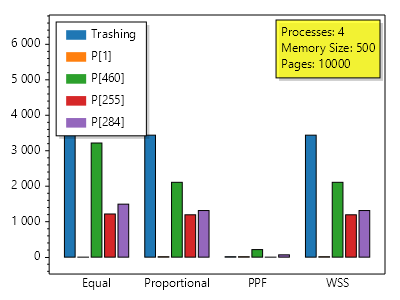 Trashing
P[1]
P[460]
P[255]
P[284]
Processes: 4
Memory Size: 500
Pages: 10000
6 000
5 000
4 000
3 000
2 000
1 000
0
Equal Proportional PPF WSS